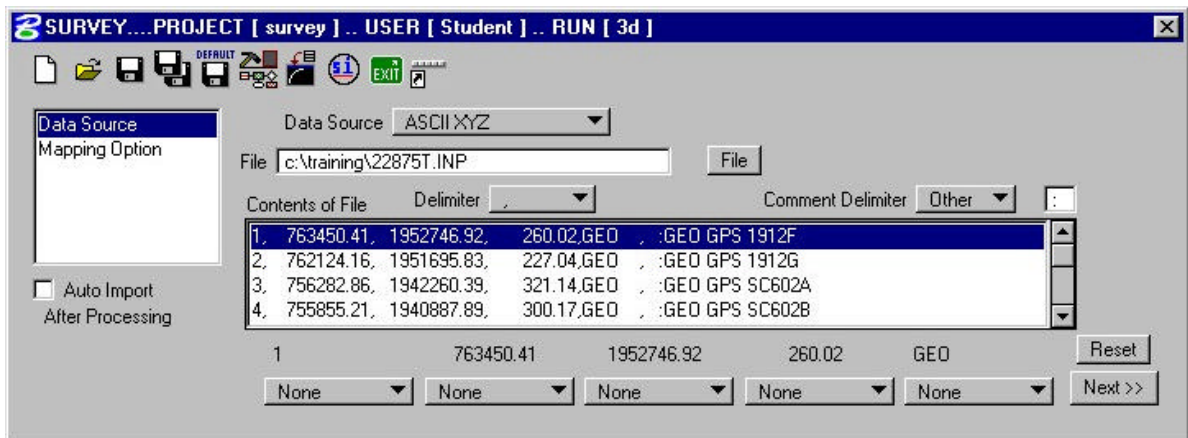 SURVEY....PROJECT [ survey ] .. USER [ Student ] .. RUN [ 3d ]
DEFAULT
si EXIT
Data Source
Mapping Option
Data Source ASCII XYZ
File c:\training\22875T.INP File
Contents of File Delimiter , Comment Delimiter Other :
1, 763450.41, 1952746.92, 260.02,GEO , :GEO GPS 1912F
2, 762124.16, 1951695.83, 227.04,GEO , :GEO GPS 1912G
3, 756282.86, 1942260.39, 321.14,GEO , :GEO GPS SC602A
4, 755855.21, 1940887.89, 300.17,GEO , :GEO GPS SC602B
Auto Import
After Processing
1 763450.41 1952746.92 260.02 GEO Reset
None None None None None Next >>